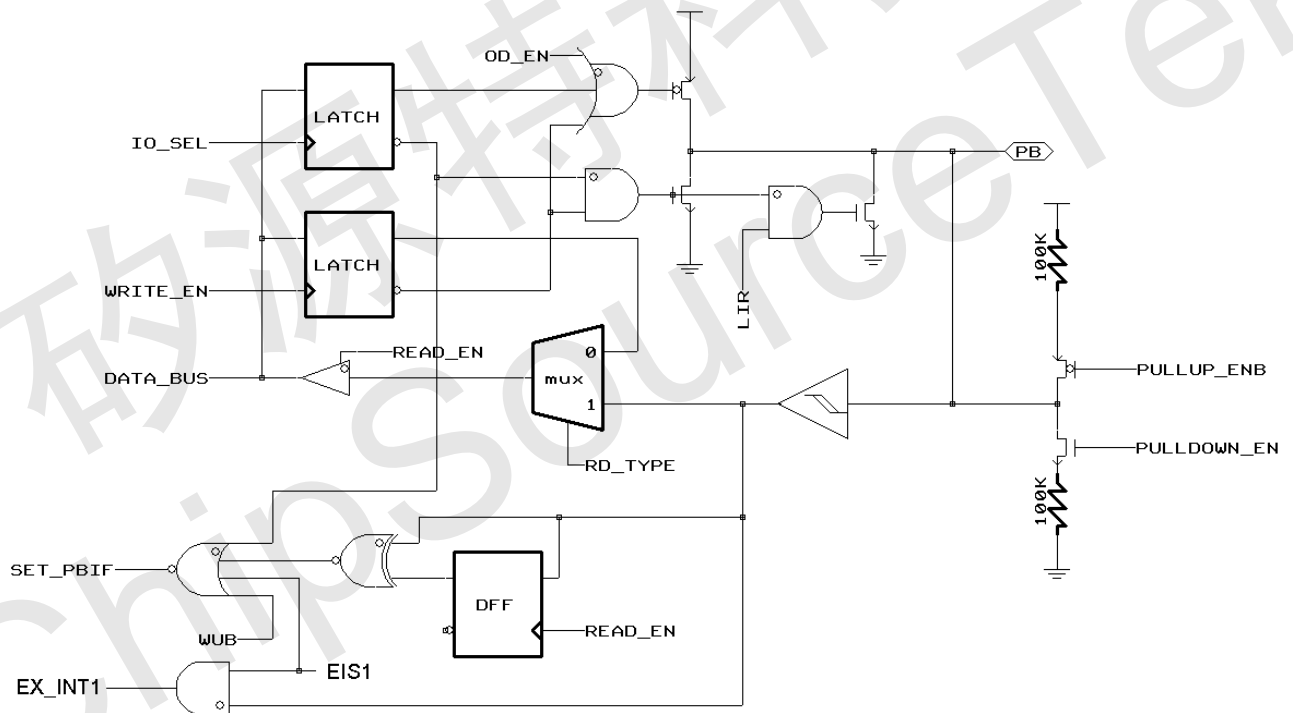 OD_EN
LATCH
IO_SEL
PB
LATCH
100K
WRITE_EN
LIR
READ_EN
0
DATA_BUS
mux
PULLUP_ENB
1
PULLDOWN_EN
RD_TYPE
100K
SET_PBIF
DFF
READ_EN
WUB
EIS1
EX_INT1
矽源特科
ChipSourceTe